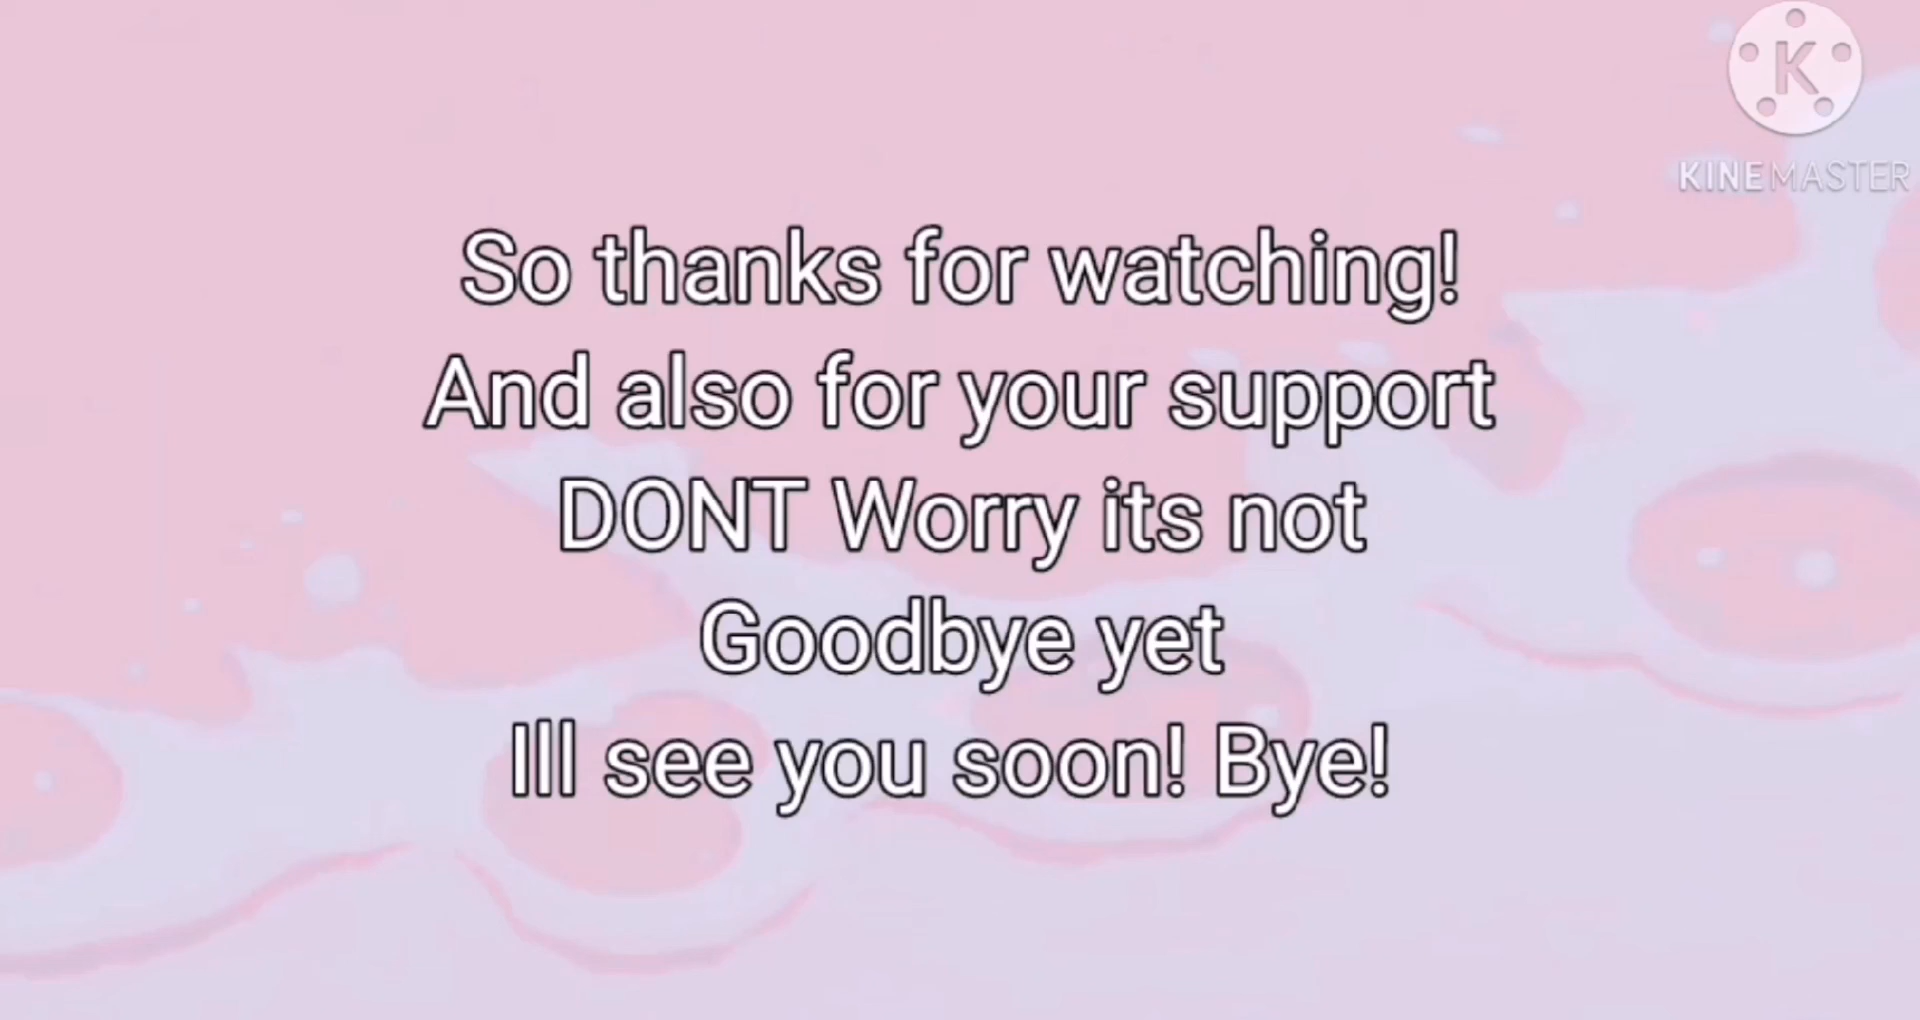 K
KINEMASTER
So thanks for watching!
And also for your support
DONT Worry its not
Goodbye yet
Ill see you soon! Bye!